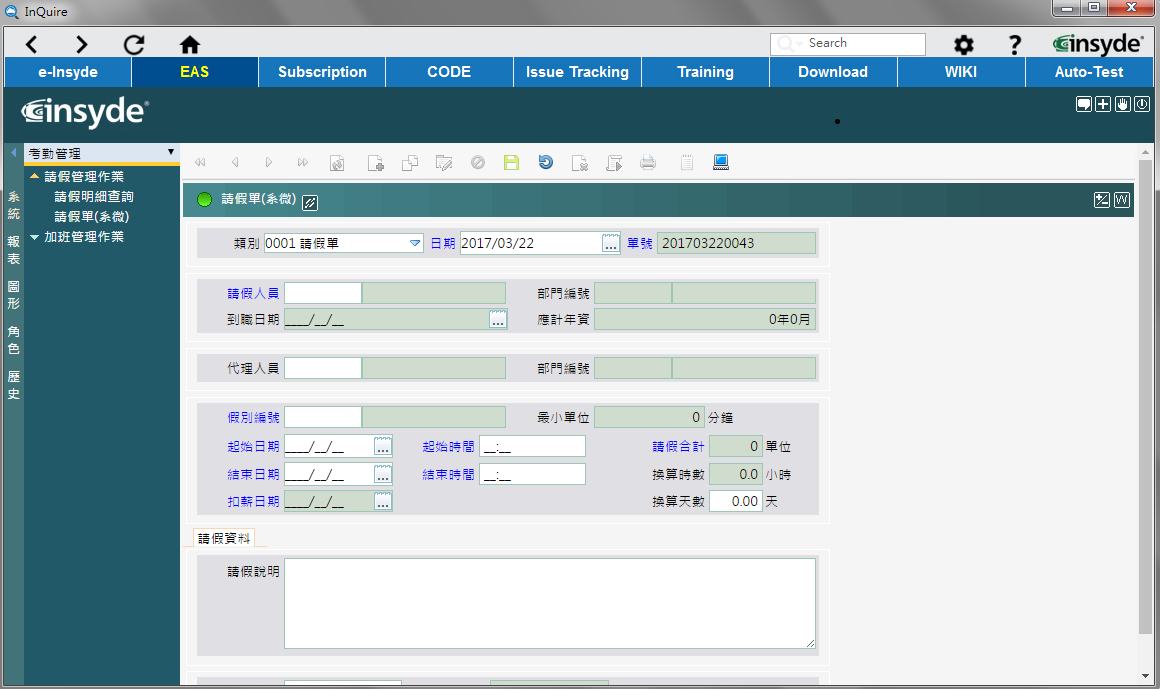 InQuire
Search
insyde
e-Insyde EAS Subscription CODE Issue Tracking Training Download WIKI Auto-Test
insyde
考勤管理
請假管理作業
請假明細查詢
請假單(系微)
加班管理作業
系統
報表
圖形
角色
歷史
請假單(系微)
W
類別 0001 請假單 日期 2017/03/22 ... 單號 201703220043
請假人員 部門編號
到職日期 ____/__/__ ... 應計年資 0年0月
代理人員 部門編號
假別編號 最小單位 0 分鐘
起始日期 ____/__/__ ... 起始時間 __:__ 請假合計 0 單位
結束日期 ____/__/__ ... 結束時間 __:__ 換算時數 0.0 小時
扣薪日期 ____/__/__ ... 換算天數 0.00 天
請假資料
請假說明